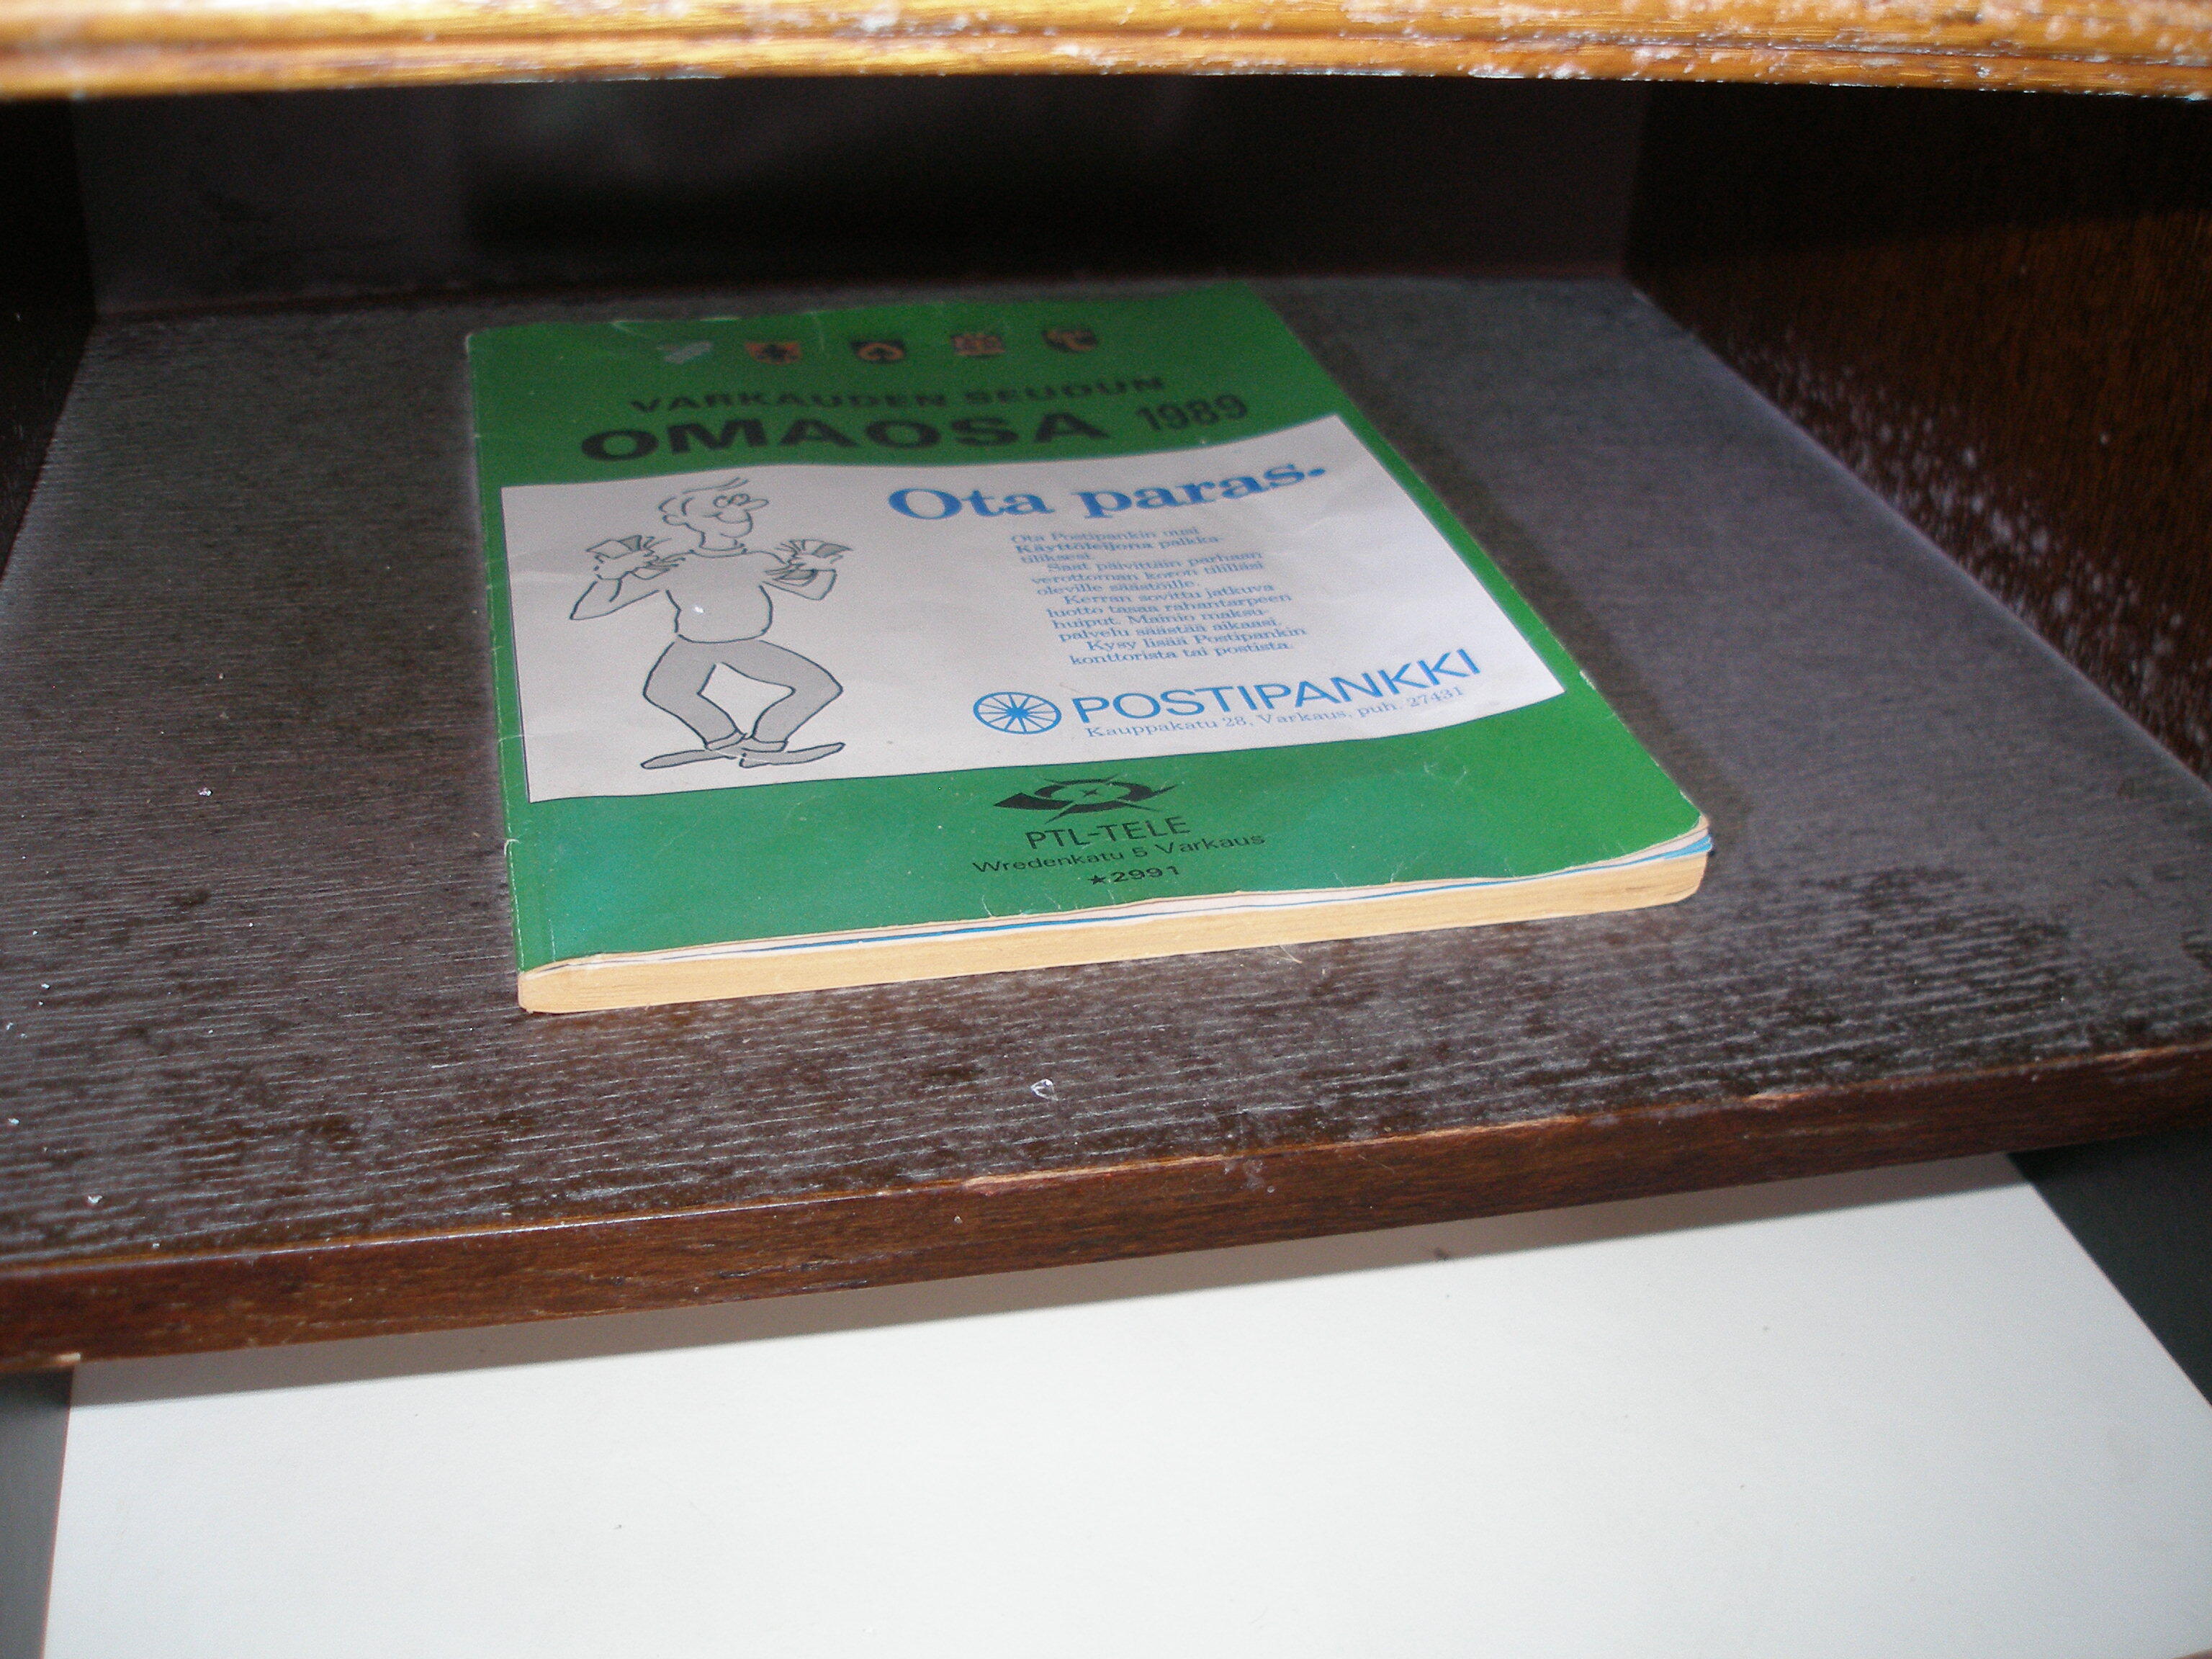 VARKAUDEN SEUDUN
OMAOSA 1989
Ota paras.
Ota Postipankin uusi
Käyttöleijona palkka-
tiliksesi.
Saat päivittäin parhaan
verottoman koron tililläsi
oleville säästöille.
Kerran sovittu jatkuva
luotto tasaa rahantarpeen
huiput. Mainio maksu-
palvelu säästää aikaasi.
Kysy lisää Postipankin
konttorista tai postista.
POSTIPANKKI
Kauppakatu 28, Varkaus, puh. 27431
PTL-TELE
Wredenkatu 5 Varkaus
★2991